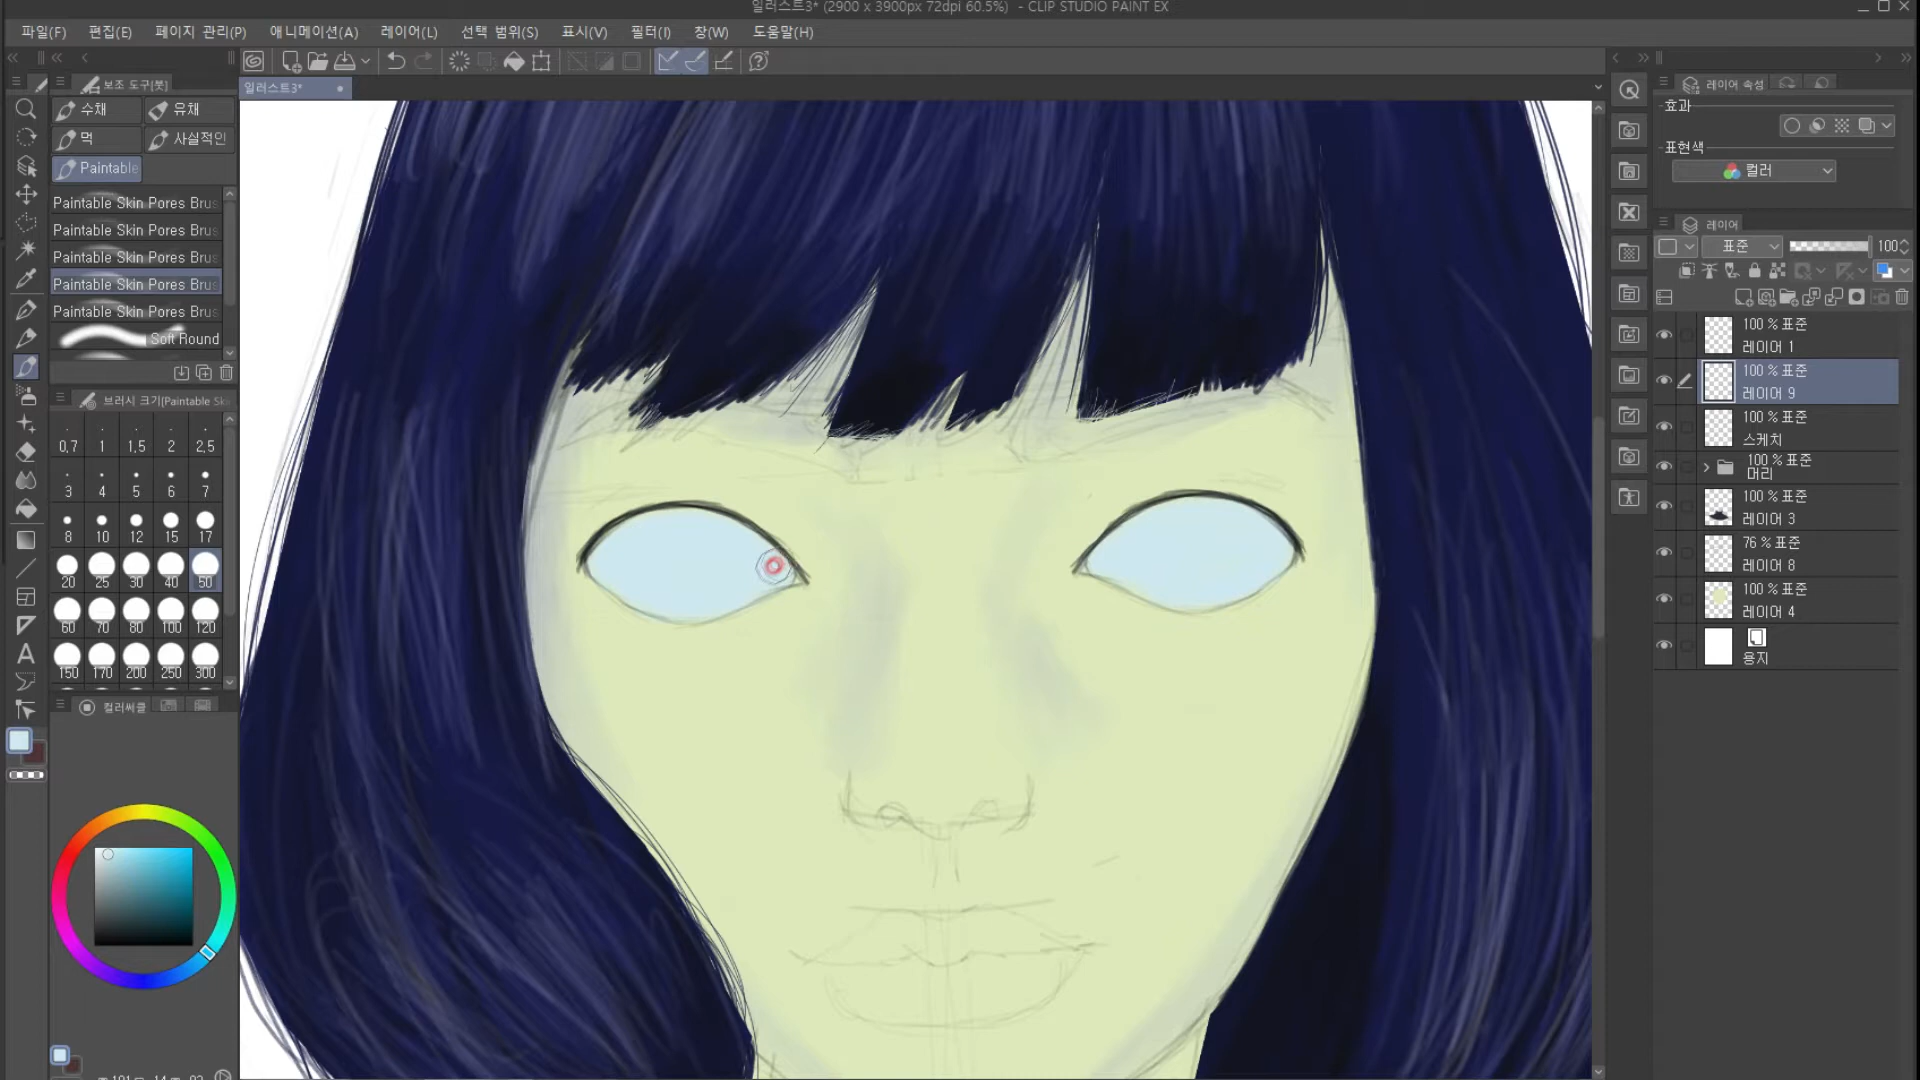 일러스트3* (2900 x 3900px 72dpi 60.5%) - CLIP STUDIO PAINT EX
파일(F) 편집(E) 페이지 관리(P) 애니메이션(A) 레이어(L) 선택 범위(S) 표시(V) 필터(I) 창(W) 도움말(H)
보조 도구[붓]
일러스트3*
수채 유채
먹 사실적인
Paintable
Paintable Skin Pores Brus
Paintable Skin Pores Brus
Paintable Skin Pores Brus
Paintable Skin Pores Brus
Paintable Skin Pores Brus
Soft Round
브러시 크기[Paintable Sk
0.7 1 1.5 2 2.5
3 4 5 6 7
8 10 12 15 17
20 25 30 40 50
60 70 80 100 120
150 170 200 250 300
컬러써클
레이어 속성
효과
표현색
컬러
레이어
표준 100
100 % 표준
레이어 1
100 % 표준
레이어 9
100 % 표준
스케치
100 % 표준
머리
100 % 표준
레이어 3
76 % 표준
레이어 8
100 % 표준
레이어 4
용지